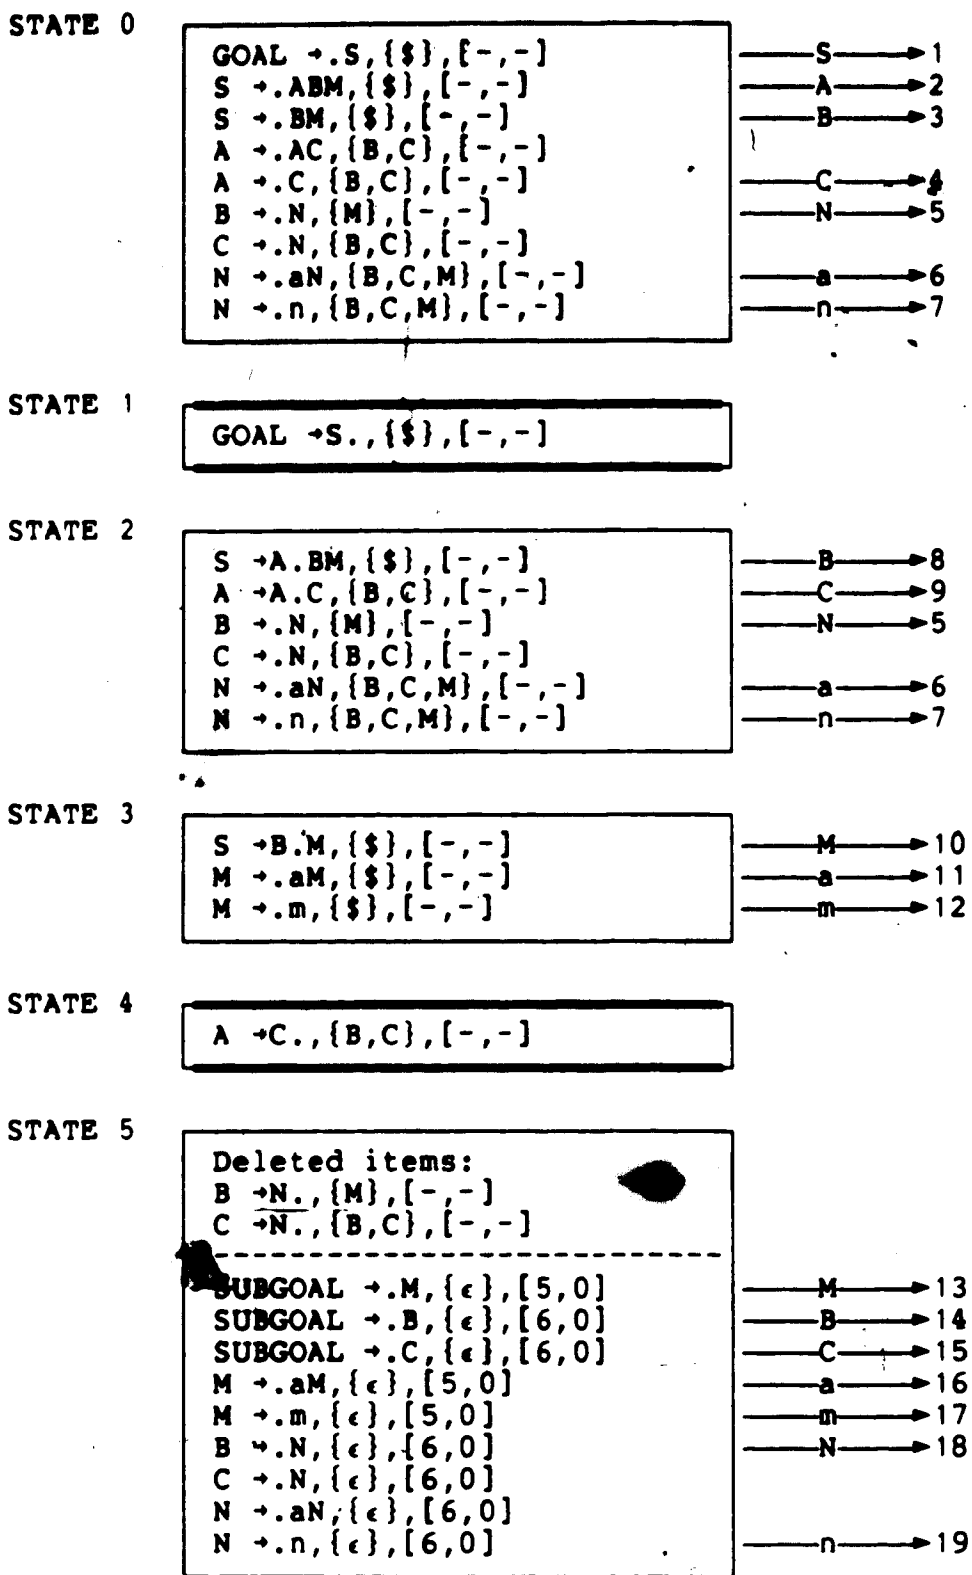 STATE 0
GOAL →.S,{$},[-,-] S 1
S →.ABM,{$},[-,-] A 2
S →.BM,{$},[-,-] B 3
A →.AC,{B,C},[-,-]
A →.C,{B,C},[-,-] C 4
B →.N,{M},[-,-] N 5
C →.N,{B,C},[-,-]
N →.aN,{B,C,M},[-,-] a 6
N →.n,{B,C,M},[-,-] n 7
STATE 1
GOAL →S.,{$},[-,-]
STATE 2
S →A.BM,{$},[-,-] B 8
A →A.C,{B,C},[-,-] C 9
B →.N,{M},[-,-] N 5
C →.N,{B,C},[-,-]
N →.aN,{B,C,M},[-,-] a 6
N →.n,{B,C,M},[-,-] n 7
STATE 3
S →B.M,{$},[-,-] M 10
M →.aM,{$},[-,-] a 11
M →.m,{$},[-,-] m 12
STATE 4
A →C.,{B,C},[-,-]
STATE 5
Deleted items:
B →N.,{M},[-,-]
C →N.,{B,C},[-,-]
SUBGOAL →.M,{ϵ},[5,0] M 13
SUBGOAL →.B,{ϵ},[6,0] B 14
SUBGOAL →.C,{ϵ},[6,0] C 15
M →.aM,{ϵ},[5,0] a 16
M →.m,{ϵ},[5,0] m 17
B →.N,{ϵ},[6,0] N 18
C →.N,{ϵ},[6,0]
N →.aN,{ϵ},[6,0]
N →.n,{ϵ},[6,0] n 19